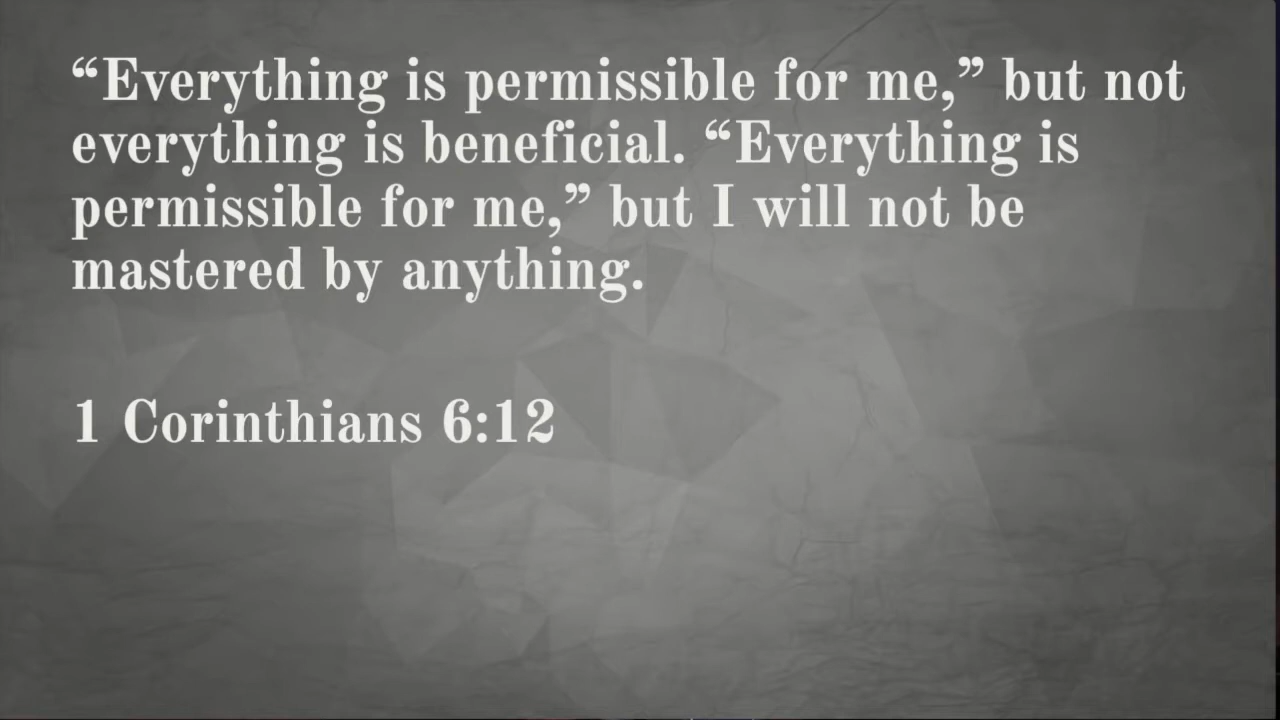 “Everything is permissible for me,” but not
everything is beneficial. “Everything is
permissible for me,” but I will not be
mastered by anything.
1 Corinthians 6:12